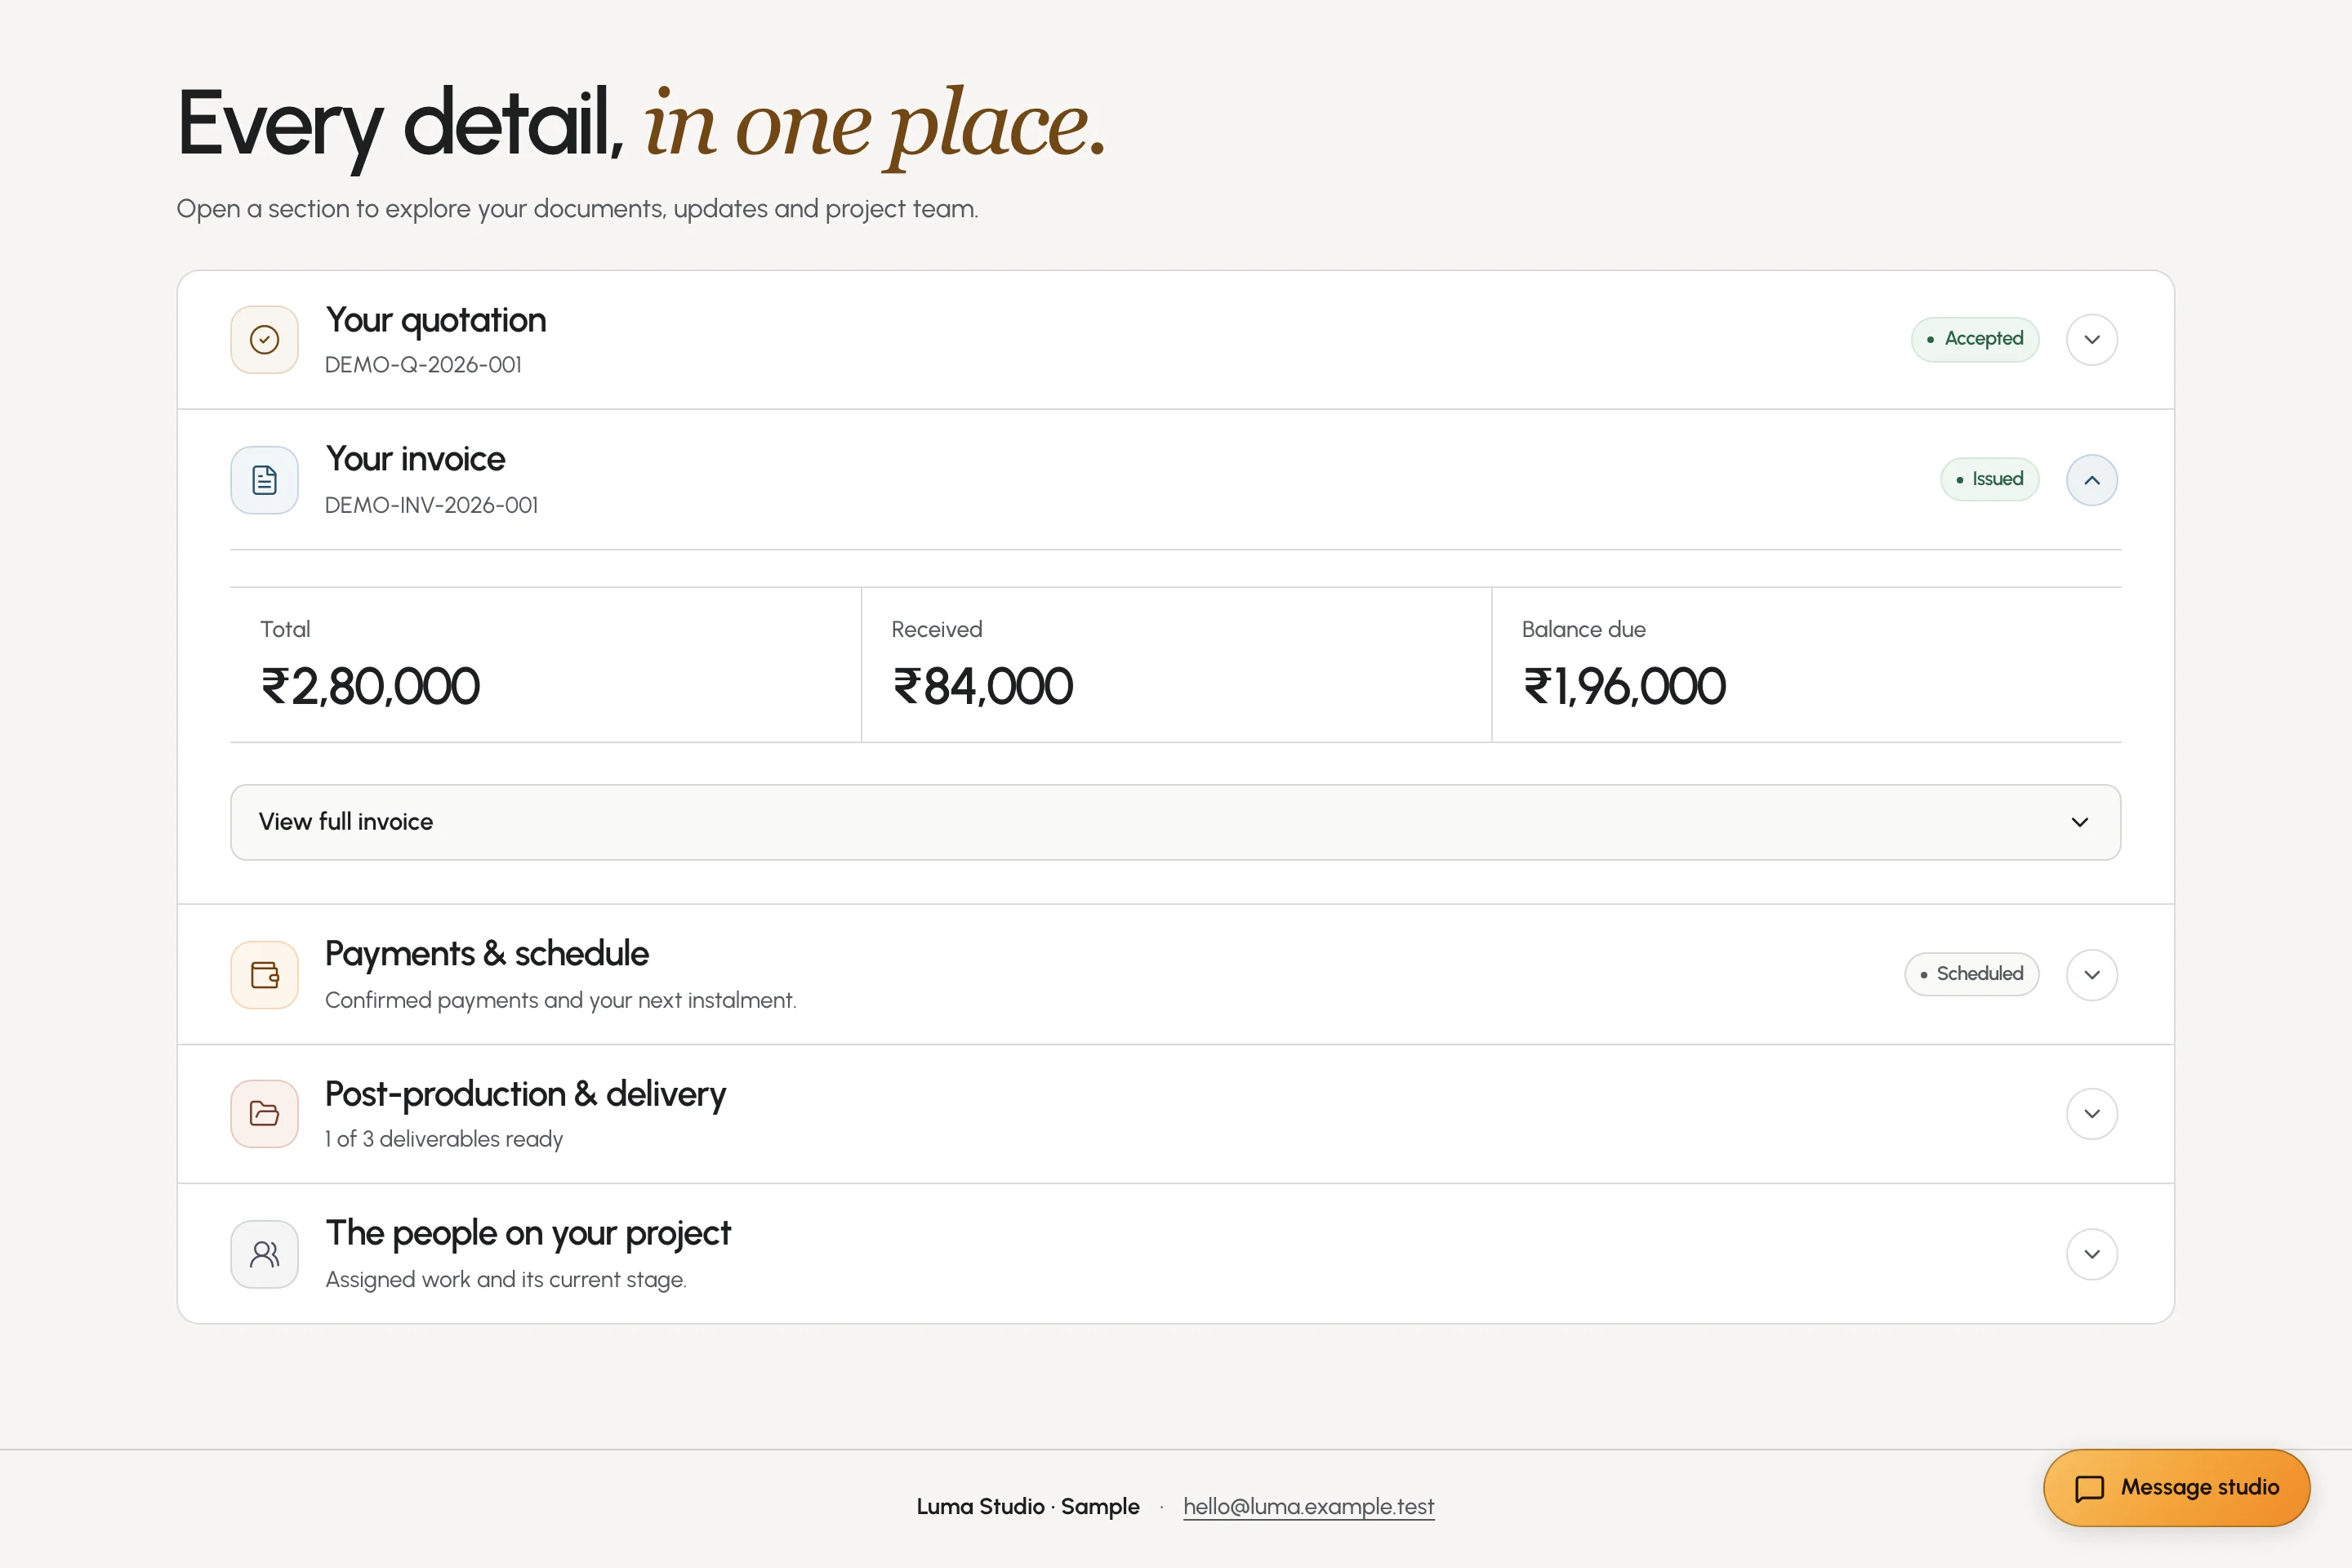 Every detail, in one place.
Open a section to explore your documents, updates and project team.
Your quotation
DEMO-Q-2026-001
Accepted
Your invoice
DEMO-INV-2026-001
Issued
Total
₹2,80,000
Received
₹84,000
Balance due
₹1,96,000
View full invoice
Payments & schedule
Confirmed payments and your next instalment.
Scheduled
Post-production & delivery
1 of 3 deliverables ready
The people on your project
Assigned work and its current stage.
Luma Studio · Sample · hello@luma.example.test
Message studio